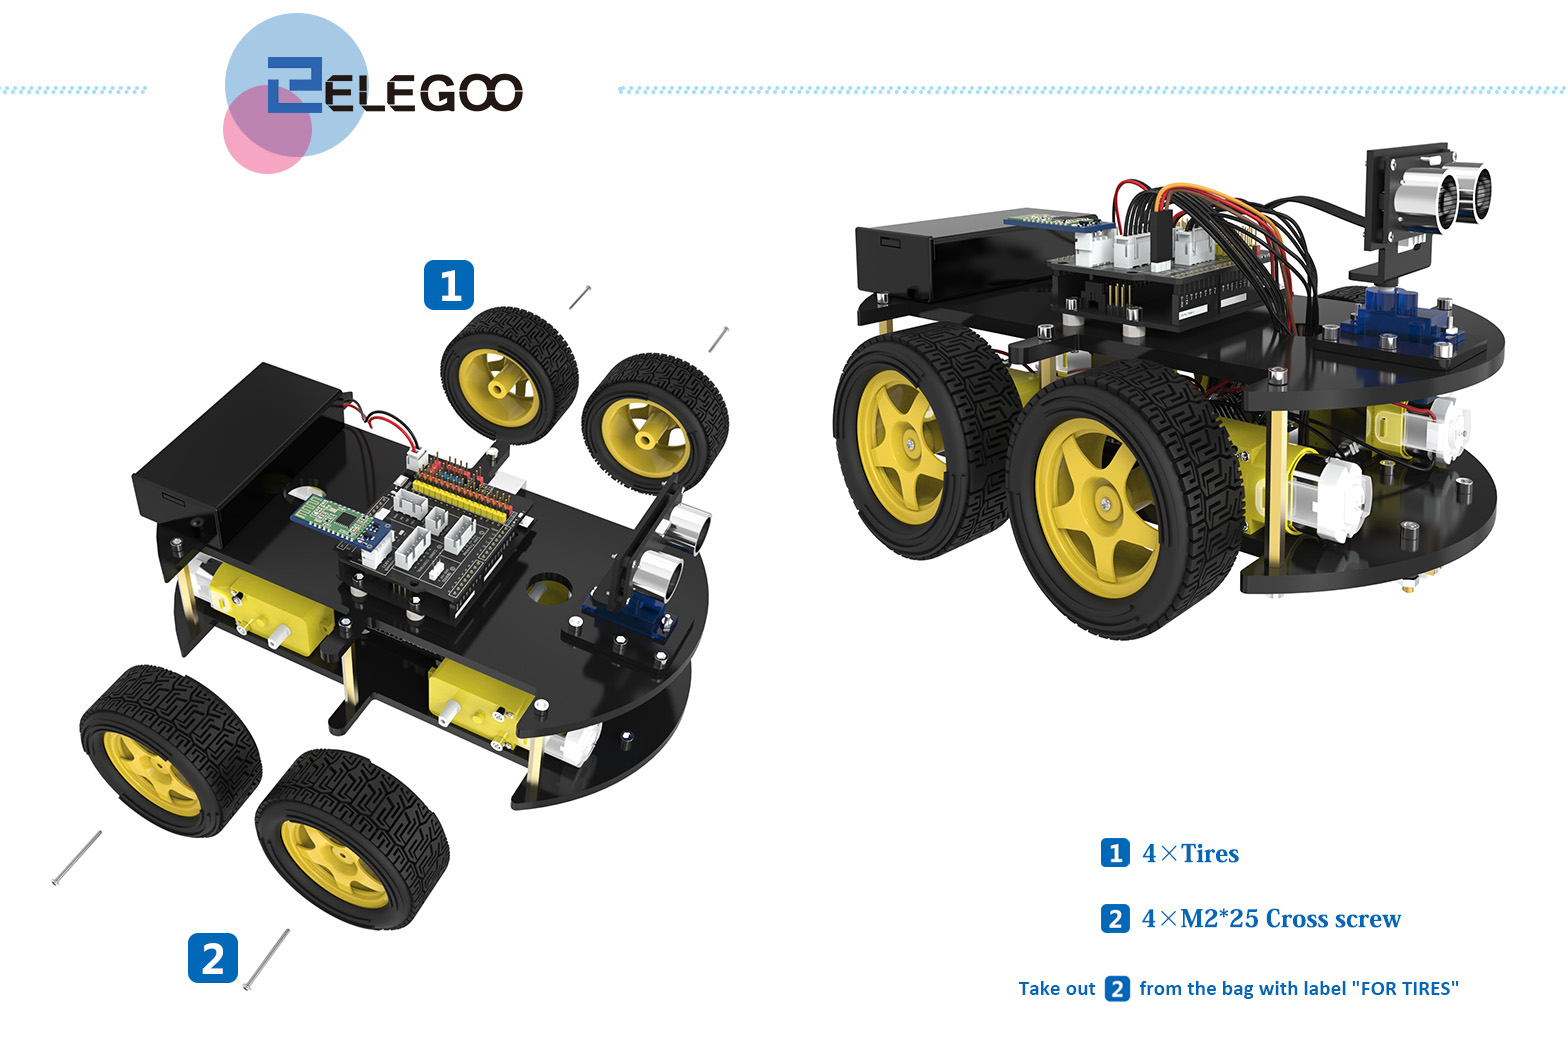 ELEGOO
1
2
1 4×Tires
2 4×M2*25 Cross screw
Take out 2 from the bag with label "FOR TIRES"